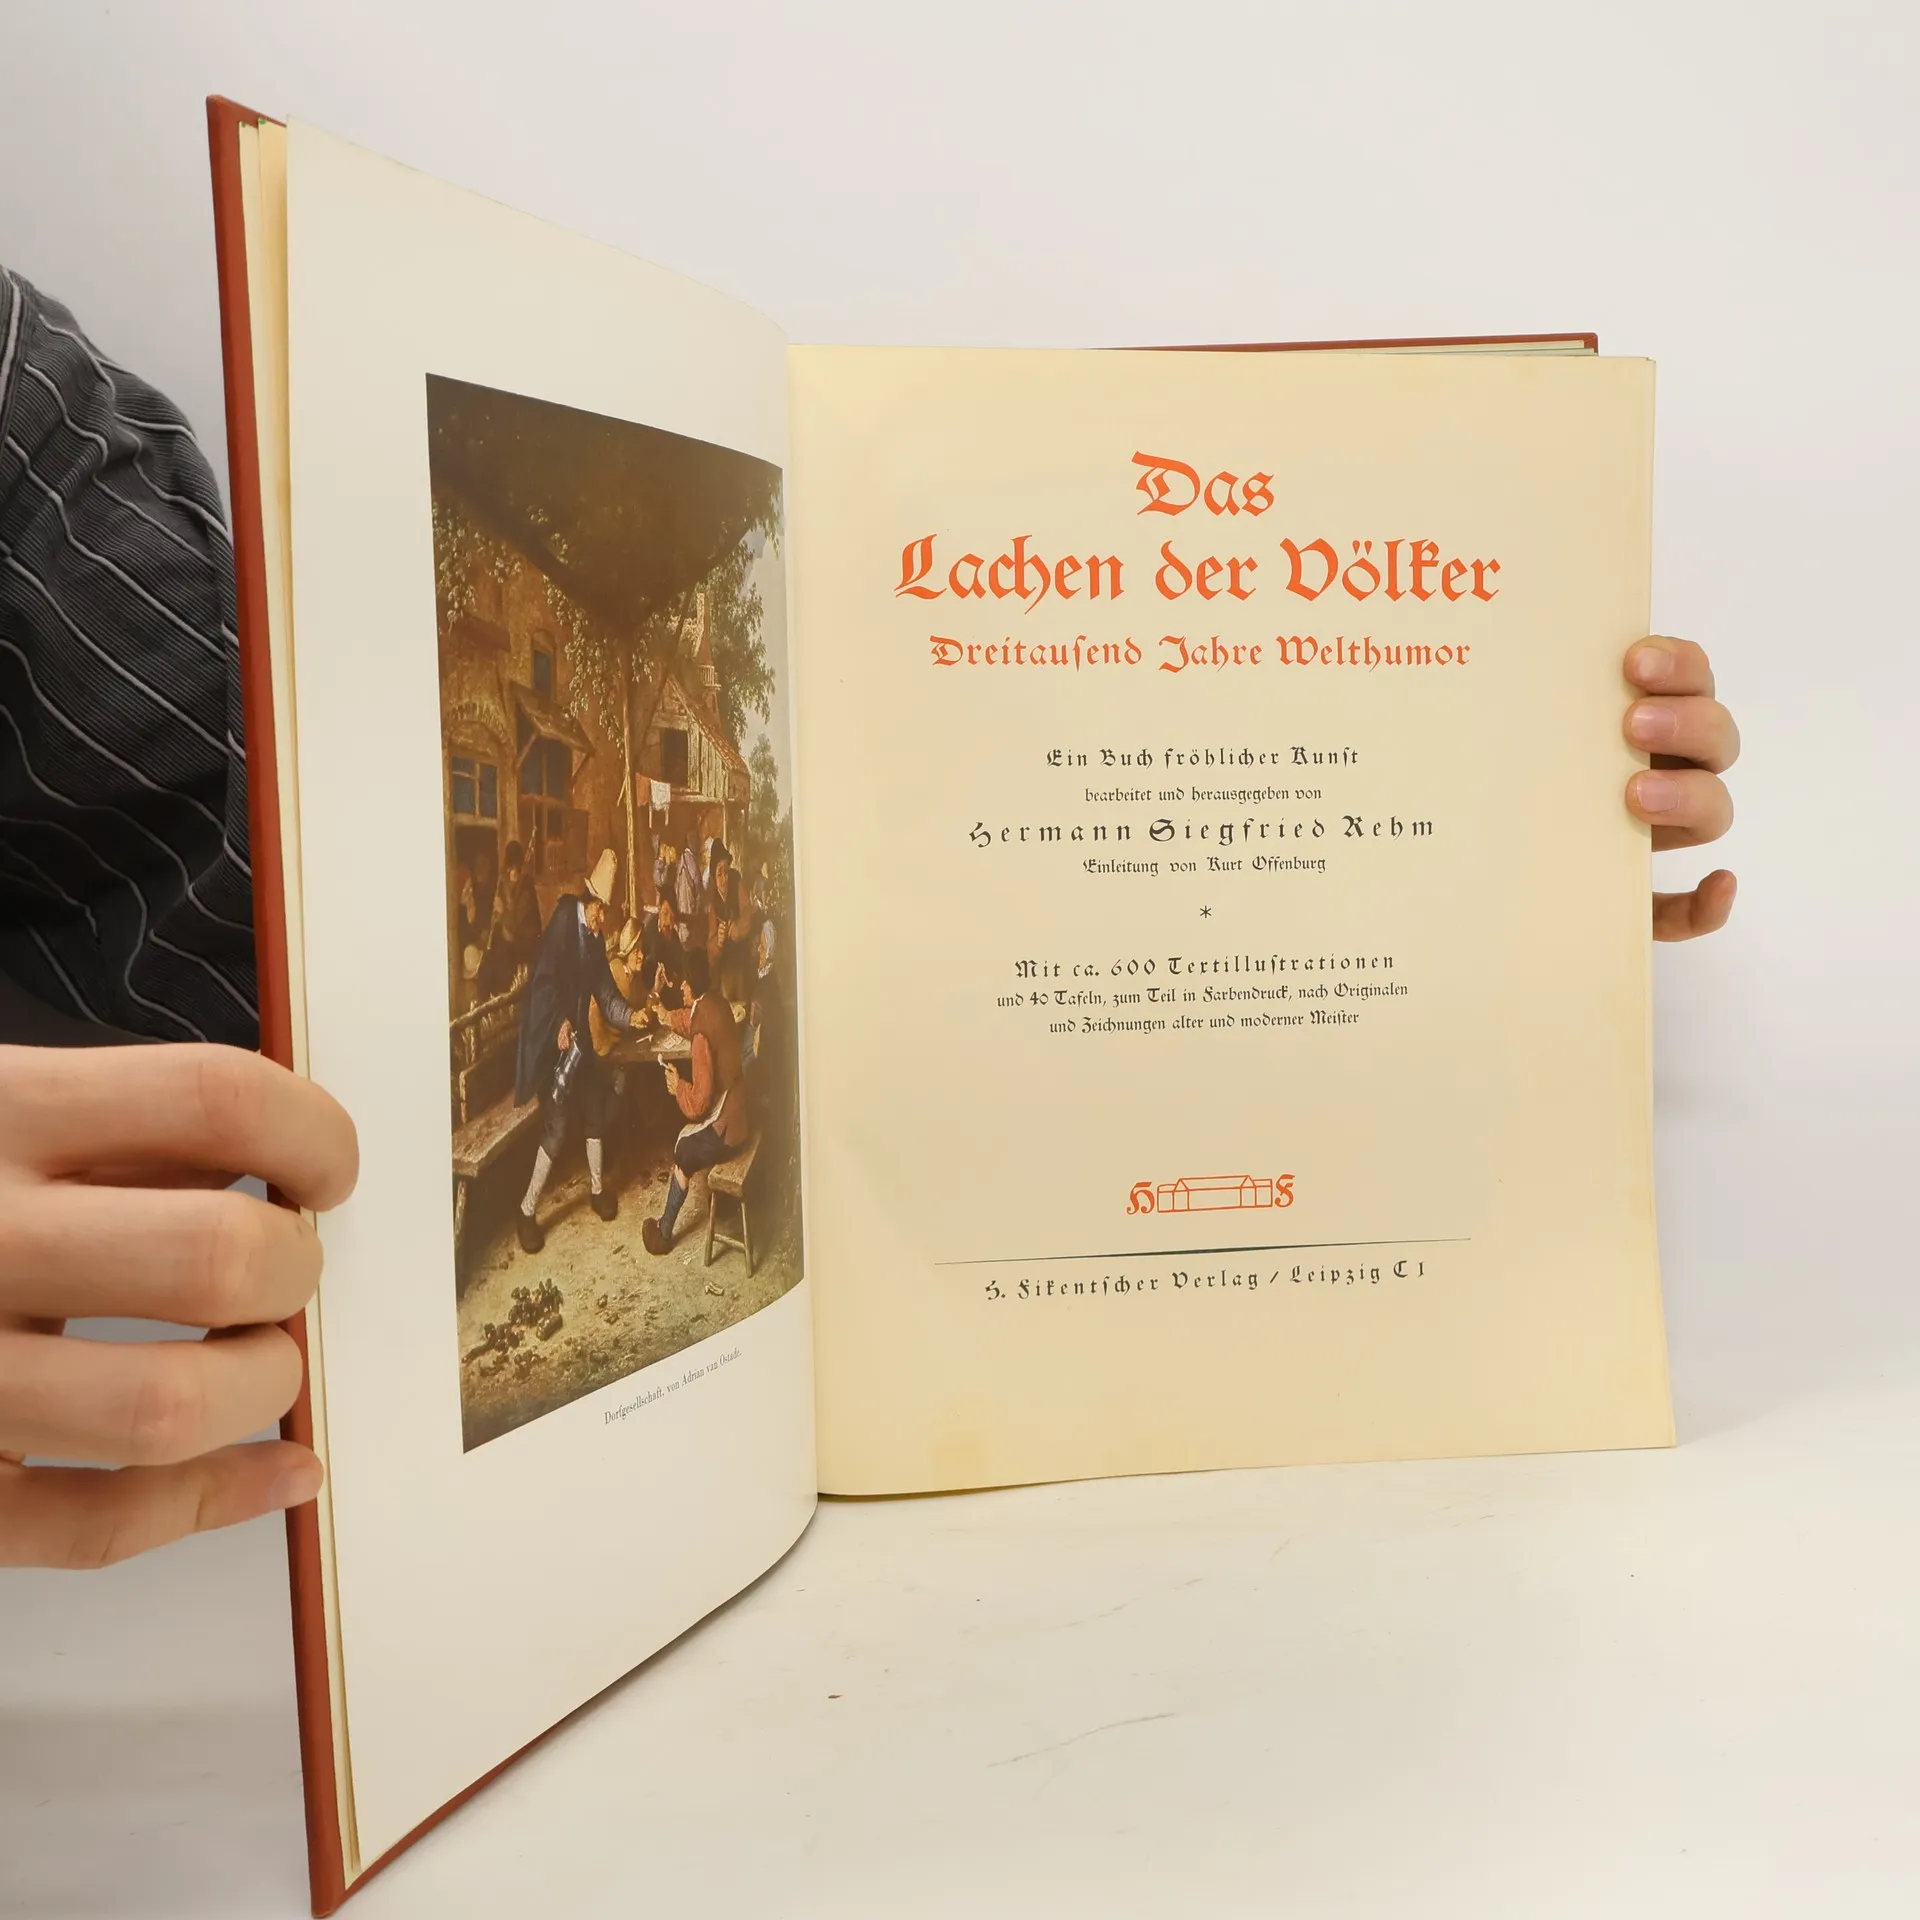 Dorfgesellschaft, von Adrian van Ostade.
Das
Lachen der Völker
Dreitauſend Jahre Welthumor
Ein Buch fröhlicher Kunſt
bearbeitet und herausgegeben von
Hermann Siegfried Rehm
Einleitung von Kurt Offenburg
*
Mit ca. 600 Textilluſtrationen
und 40 Tafeln, zum Teil in Farbendruck, nach Originalen
und Zeichnungen alter und moderner Meiſter
H F
H. Fikentſcher Verlag / Leipzig C 1